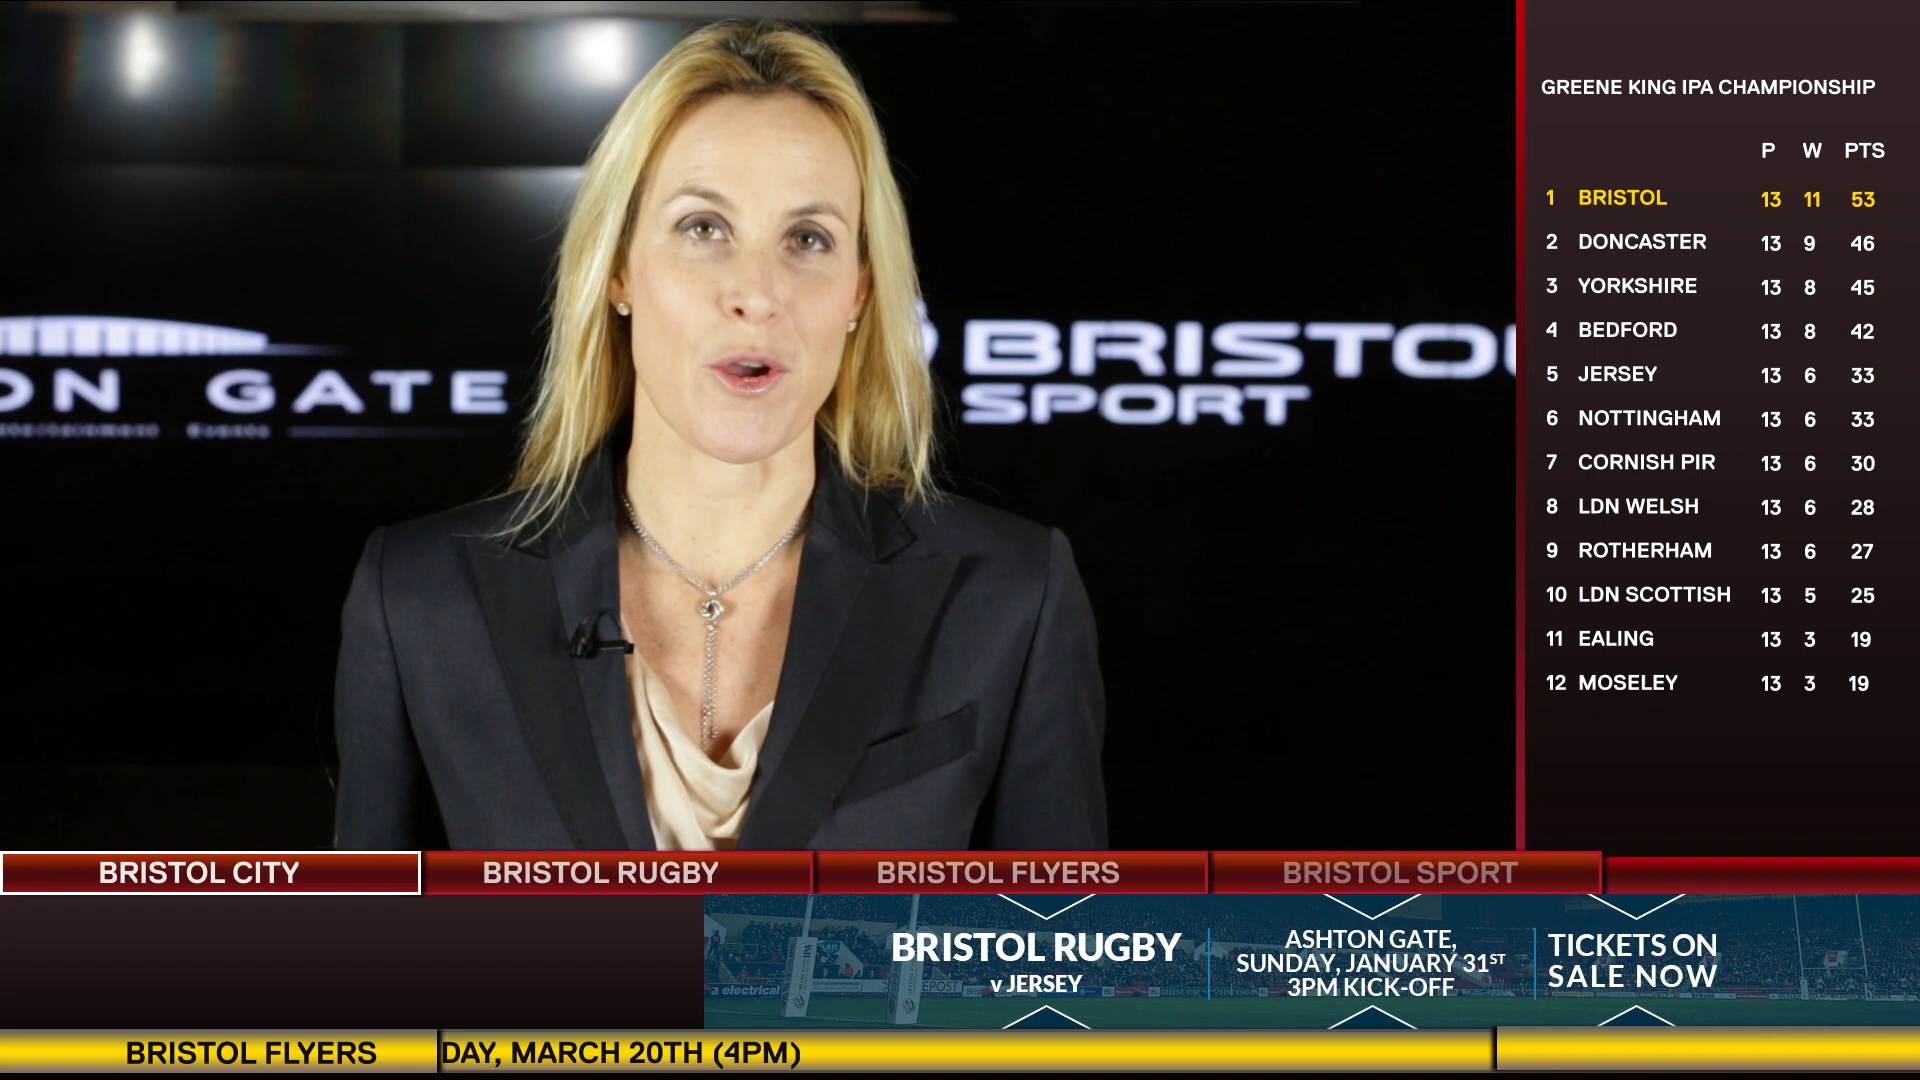 ON GATE
BRISTO
SPORT
GREENE KING IPA CHAMPIONSHIP
P W PTS
1 BRISTOL 13 11 53
2 DONCASTER 13 9 46
3 YORKSHIRE 13 8 45
4 BEDFORD 13 8 42
5 JERSEY 13 6 33
6 NOTTINGHAM 13 6 33
7 CORNISH PIR 13 6 30
8 LDN WELSH 13 6 28
9 ROTHERHAM 13 6 27
10 LDN SCOTTISH 13 5 25
11 EALING 13 3 19
12 MOSELEY 13 3 19
BRISTOL CITY
BRISTOL RUGBY
BRISTOL FLYERS
BRISTOL SPORT
BRISTOL RUGBY
v JERSEY
ASHTON GATE,
SUNDAY, JANUARY 31ST
3PM KICK-OFF
TICKETS ON
SALE NOW
a electrical
BRISTOL FLYERS
DAY, MARCH 20TH (4PM)